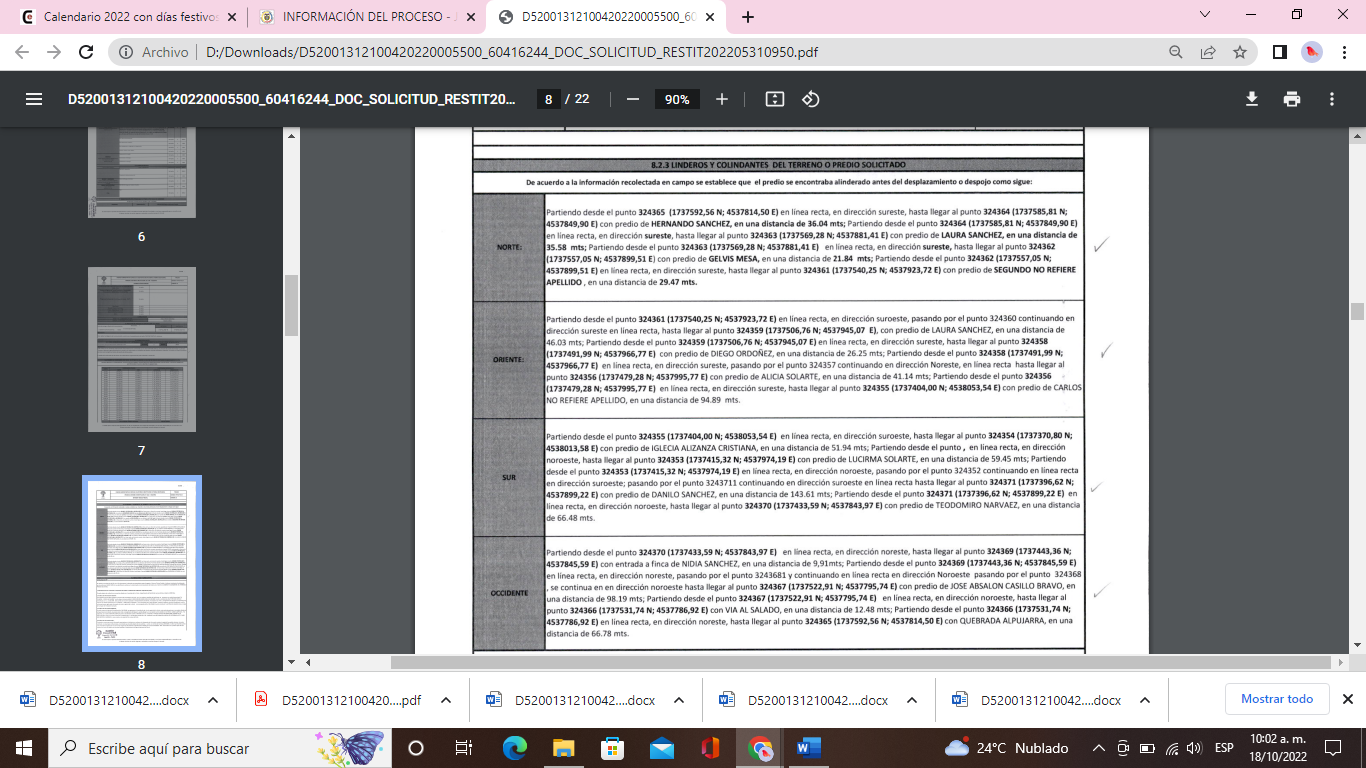 Calendario 2022 con días festivo
INFORMACIÓN DEL PROCESO - J
D52001312100420220005500_60
Archivo | D:/Downloads/D52001312100420220005500_60416244_DOC_SOLICITUD_RESTIT202205310950.pdf
D52001312100420220005500_60416244_DOC_SOLICITUD_RESTIT20...
8 / 22
90%
6
7
8
8.2.3 LINDEROS Y COLINDANTES DEL TERRENO O PREDIO SOLICITADO
De acuerdo a la información recolectada en campo se establece que el predio se encontraba alinderado antes del desplazamiento o despojo como sigue:
NORTE:
Partiendo desde el punto 324365 (1737592,56 N; 4537814,50 E) en línea recta, en dirección sureste, hasta llegar al punto 324364 (1737585,81 N;
4537849,90 E) con predio de HERNANDO SANCHEZ, en una distancia de 36.04 mts; Partiendo desde el punto 324364 (1737585,81 N; 4537849,90 E)
en línea recta, en dirección sureste, hasta llegar al punto 324363 (1737569,28 N; 4537881,41 E) con predio de LAURA SANCHEZ, en una distancia de
35.58 mts; Partiendo desde el punto 324363 (1737569,28 N; 4537881,41 E) en línea recta, en dirección sureste, hasta llegar al punto 324362
(1737557,05 N; 4537899,51 E) con predio de GELVIS MESA, en una distancia de 21.84 mts; Partiendo desde el punto 324362 (1737557,05 N;
4537899,51 E) en línea recta, en dirección sureste, hasta llegar al punto 324361 (1737540,25 N; 4537923,72 E) con predio de SEGUNDO NO REFIERE
APELLIDO , en una distancia de 29.47 mts.
ORIENTE:
Partiendo desde el punto 324361 (1737540,25 N; 4537923,72 E) en línea recta, en dirección suroeste, pasando por el punto 324360 continuando en
dirección sureste en línea recta, hasta llegar al punto 324359 (1737506,76 N; 4537945,07 E), con predio de LAURA SANCHEZ, en una distancia de
46.03 mts; Partiendo desde el punto 324359 (1737506,76 N; 4537945,07 E) en línea recta, en dirección sureste, hasta llegar al punto 324358
(1737491,99 N; 4537966,77 E) con predio de DIEGO ORDOÑEZ, en una distancia de 26.25 mts; Partiendo desde el punto 324358 (1737491,99 N;
4537966,77 E) en línea recta, en dirección sureste, pasando por el punto 324357 continuando en dirección Noreste, en línea recta hasta llegar al
punto 324356 (1737479,28 N; 4537995,77 E) con predio de ALICIA SOLARTE, en una distancia de 41.14 mts; Partiendo desde el punto 324356
(1737479,28 N; 4537995,77 E) en línea recta, en dirección sureste, hasta llegar al punto 324355 (1737404,00 N; 4538053,54 E) con predio de CARLOS
NO REFIERE APELLIDO, en una distancia de 94.89 mts.
SUR
Partiendo desde el punto 324355 (1737404,00 N; 4538053,54 E) en línea recta, en dirección suroeste, hasta llegar al punto 324354 (1737370,80 N;
4538013,58 E) con predio de IGLECIA ALIZANZA CRISTIANA, en una distancia de 51.94 mts; Partiendo desde el punto , en línea recta, en dirección
noroeste, hasta llegar al punto 324353 (1737415,32 N; 4537974,19 E) con predio de LUCIRMA SOLARTE, en una distancia de 59.45 mts; Partiendo
desde el punto 324353 (1737415,32 N; 4537974,19 E) en línea recta, en dirección noroeste, pasando por el punto 324352 continuando en línea recta
en dirección suroeste; pasando por el punto 3243711 continuando en dirección suroeste en línea recta hasta llegar al punto 324371 (1737396,62 N;
4537899,22 E) con predio de DANILO SANCHEZ, en una distancia de 143.61 mts; Partiendo desde el punto 324371 (1737396,62 N; 4537899,22 E) en
línea recta, en dirección noroeste, hasta llegar al punto 324370 (1737433,59 N; 4537843,97 E) con predio de TEODOMIRO NARVAEZ, en una distancia
de 66.48 mts.
OCCIDENTE
Partiendo desde el punto 324370 (1737433,59 N; 4537843,97 E) en línea recta, en dirección noreste, hasta llegar al punto 324369 (1737443,36 N;
4537845,59 E) con entrada a finca de NIDIA SANCHEZ, en una distancia de 9,91mts; Partiendo desde el punto 324369 (1737443,36 N; 4537845,59 E)
en línea recta, en dirección noreste, pasando por el punto 3243681 y continuando en línea recta en dirección Noroeste pasando por el punto 324368
, se continua en en dirección noroeste hasta llegar al punto 324367 (1737522,91 N; 4537795,74 E) con predio de JOSE ABSALON CASILLO BRAVO, en
una distancia de 98.19 mts; Partiendo desde el punto 324367 (1737522,91 N; 4537795,74 E) en línea recta, en dirección noroeste, hasta llegar al
punto 324366 (1737531,74 N; 4537786,92 E) con VIA AL SALADO, en una distancia de 12.48 mts; Partiendo desde el punto 324366 (1737531,74 N;
4537786,92 E) en línea recta, en dirección noreste, hasta llegar al punto 324365 (1737592,56 N; 4537814,50 E) con QUEBRADA ALPUJARRA, en una
distancia de 66.78 mts.
D5200131210042....docx
D52001312100420....pdf
D5200131210042....docx
D5200131210042....docx
D5200131210042....docx
Mostrar todo
Escribe aquí para buscar
24°C Nublado
ESP
10:02 a. m.
18/10/2022